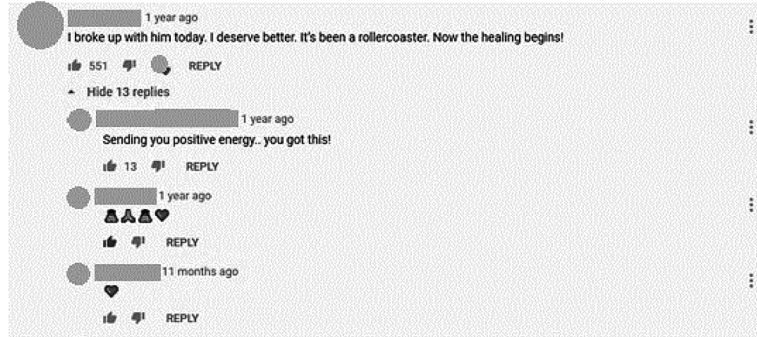 1 year ago
I broke up with him today. I deserve better. It's been a rollercoaster. Now the healing begins!
551 REPLY
Hide 13 replies
1 year ago
Sending you positive energy.. you got this!
13 REPLY
1 year ago
REPLY
11 months ago
REPLY